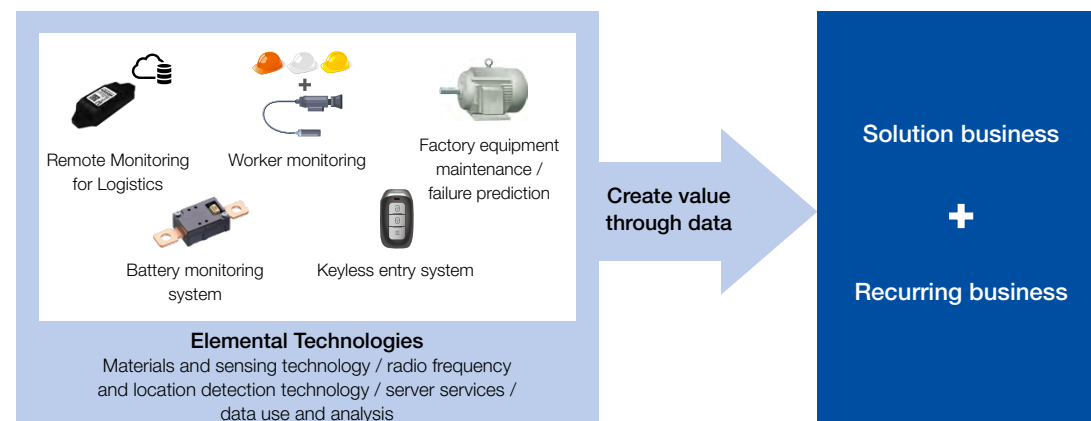 Remote Monitoring
for Logistics
+
Worker monitoring
Factory equipment
maintenance /
failure prediction
Battery monitoring
system
Keyless entry system
Elemental Technologies
Materials and sensing technology / radio frequency
and location detection technology / server services /
data use and analysis
Create value
through data
Solution business
+
Recurring business